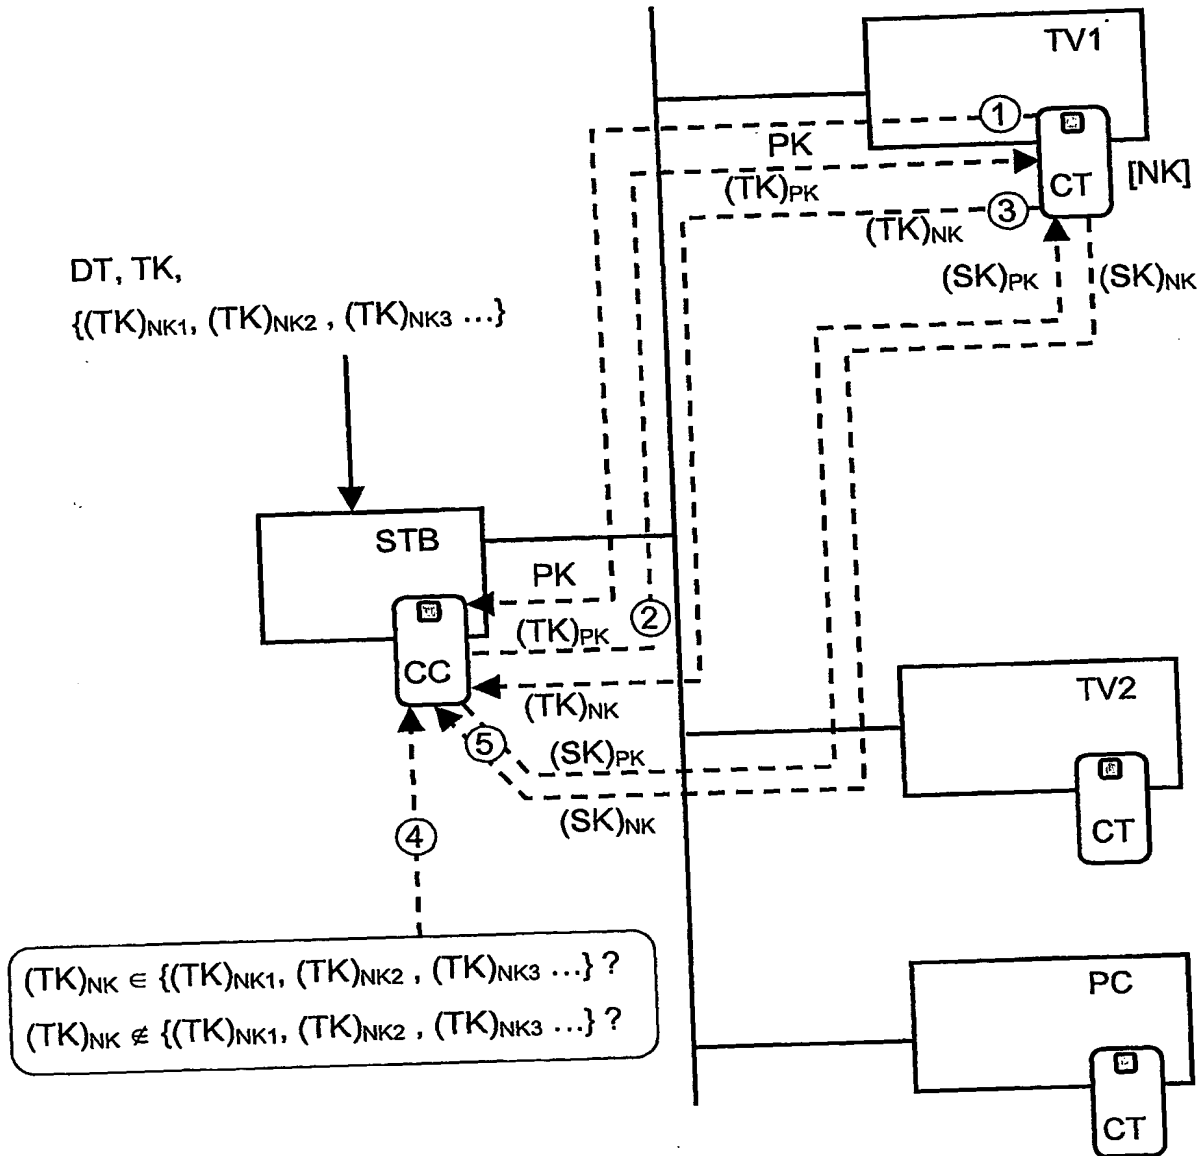 TV1
①
PK
CT
[NK]
(TK)PK
③
(TK)NK
(SK)PK
(SK)NK
DT, TK,
{(TK)NK1, (TK)NK2 , (TK)NK3 ...}
STB
PK
②
(TK)PK
CC
(TK)NK
TV2
⑤
(SK)PK
(SK)NK
CT
④
(TK)NK ∈ {(TK)NK1, (TK)NK2 , (TK)NK3 ...} ?
(TK)NK ∉ {(TK)NK1, (TK)NK2 , (TK)NK3 ...} ?
PC
CT